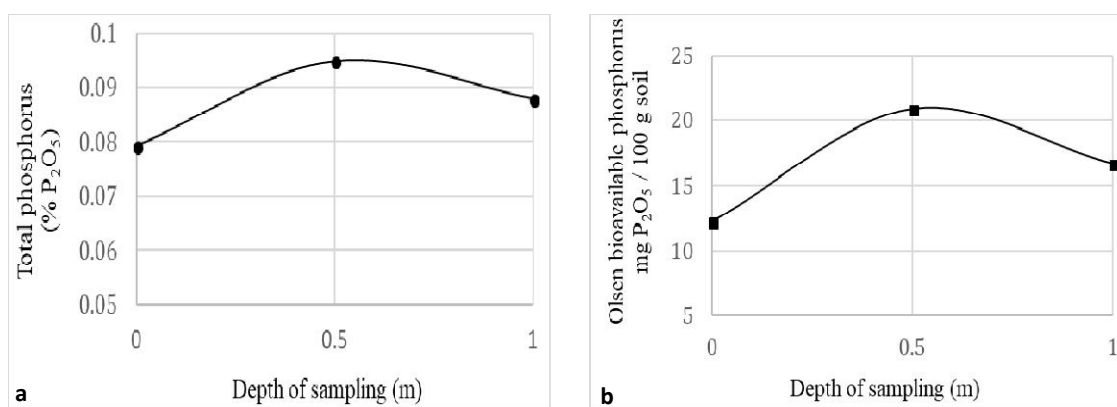 Total phosphorus
(% P₂O₅)
0.1
0.09
0.08
0.07
0.06
0.05
0
0.5
1
Depth of sampling (m)
a
Olsen bioavailable phosphorus
mg P₂O₅ / 100 g soil
25
20
15
10
5
0
0.5
1
Depth of sampling (m)
b